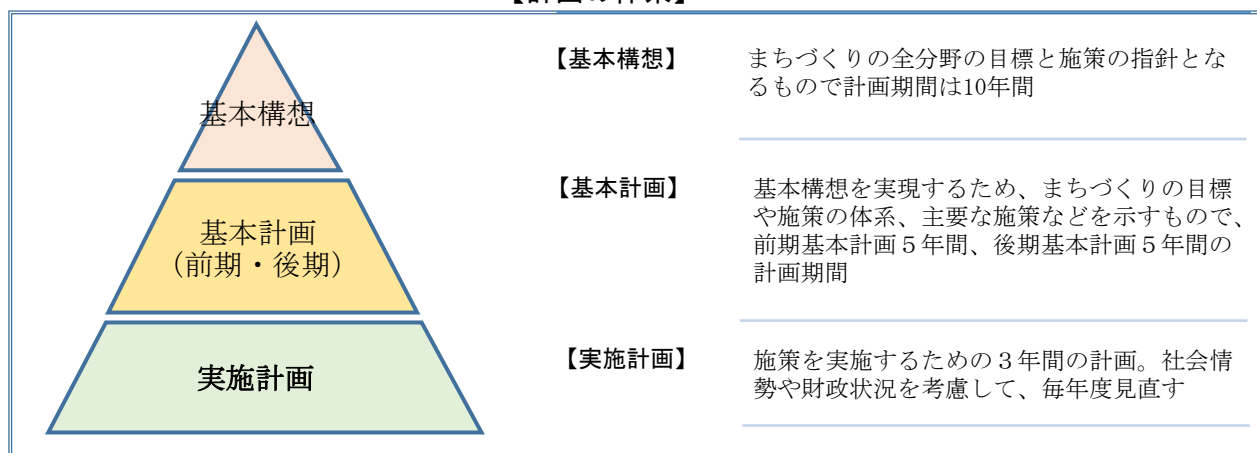 基本構想
基本計画
（前期・後期）
実施計画
【基本構想】
まちづくりの全分野の目標と施策の指針とな
るもので計画期間は10年間
【基本計画】
基本構想を実現するため、まちづくりの目標
や施策の体系、主要な施策などを示すもので、
前期基本計画５年間、後期基本計画５年間の
計画期間
【実施計画】
施策を実施するための３年間の計画。社会情
勢や財政状況を考慮して、毎年度見直す